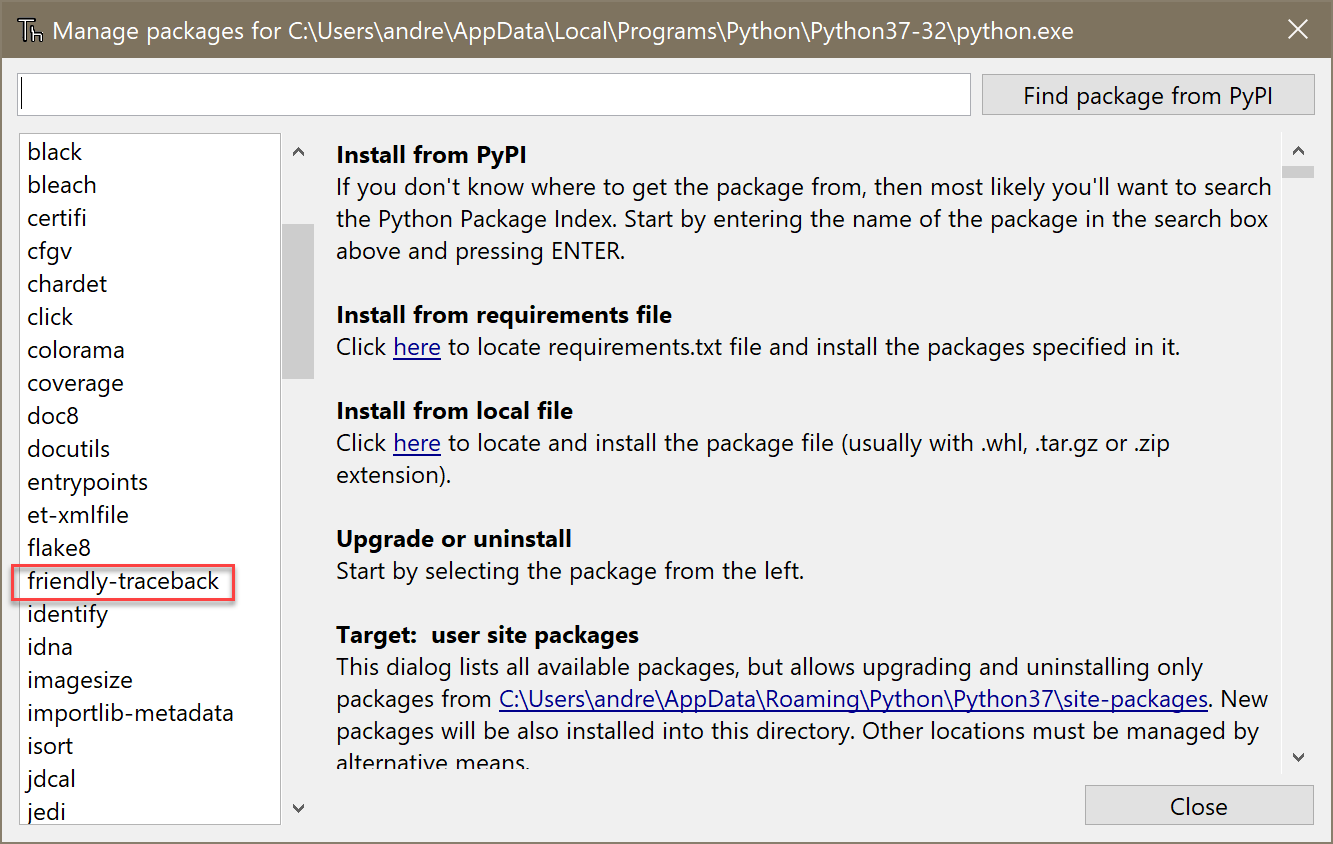 Th Manage packages for C:\Users\andre\AppData\Local\Programs\Python\Python37-32\python.exe
Find package from PyPI
black
bleach
certifi
cfgv
chardet
click
colorama
coverage
doc8
docutils
entrypoints
et-xmlfile
flake8
friendly-traceback
identify
idna
imagesize
importlib-metadata
isort
jdcal
jedi
Install from PyPI
If you don't know where to get the package from, then most likely you'll want to search
the Python Package Index. Start by entering the name of the package in the search box
above and pressing ENTER.
Install from requirements file
Click here to locate requirements.txt file and install the packages specified in it.
Install from local file
Click here to locate and install the package file (usually with .whl, .tar.gz or .zip
extension).
Upgrade or uninstall
Start by selecting the package from the left.
Target:  user site packages
This dialog lists all available packages, but allows upgrading and uninstalling only
packages from C:\Users\andre\AppData\Roaming\Python\Python37\site-packages. New
packages will be also installed into this directory. Other locations must be managed by
alternative means.
Close